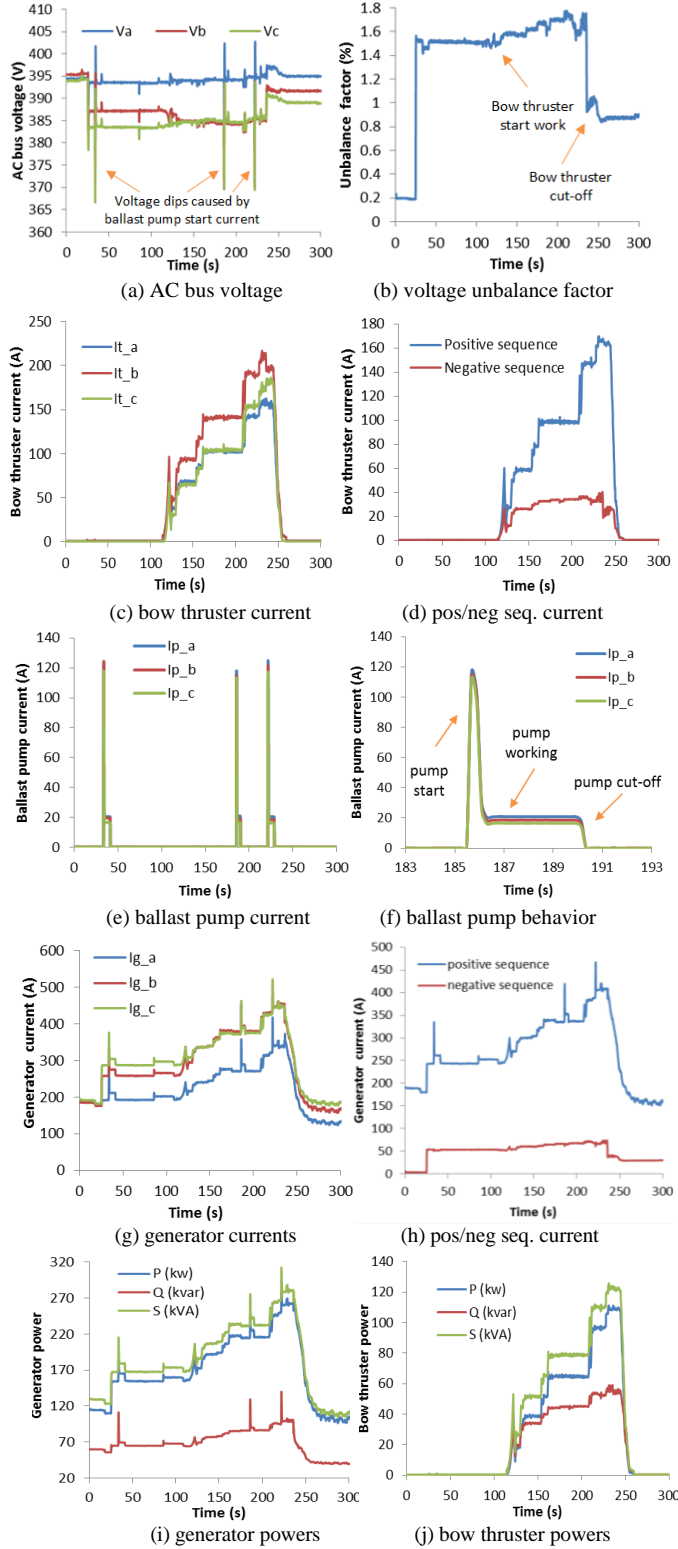 Va Vb Vc
AC bus voltage (V)
410
405
400
395
390
385
380
375
370
365
360
Voltage dips caused by
ballast pump start current
0 50 100 150 200 250 300
Time (s)
(a) AC bus voltage
Unbalance factor (%)
1.8
1.6
1.4
1.2
1
0.8
0.6
0.4
0.2
0
Bow thruster
start work
Bow thruster
cut-off
0 50 100 150 200 250 300
Time (s)
(b) voltage unbalance factor
Bow thruster current (A)
250
200
150
100
50
0
It_a
It_b
It_c
0 50 100 150 200 250 300
Time (s)
(c) bow thruster current
Bow thruster current (A)
180
160
140
120
100
80
60
40
20
0
Positive sequence
Negative sequence
0 50 100 150 200 250 300
Time (s)
(d) pos/neg seq. current
Ballast pump current (A)
140
120
100
80
60
40
20
0
Ip_a
Ip_b
Ip_c
0 50 100 150 200 250 300
Time (s)
(e) ballast pump current
Ballast pump current (A)
140
120
100
80
60
40
20
0
Ip_a
Ip_b
Ip_c
pump
start
pump
working
pump cut-off
183 185 187 189 191 193
Time (s)
(f) ballast pump behavior
Generator current (A)
600
500
400
300
200
100
0
Ig_a
Ig_b
Ig_c
0 50 100 150 200 250 300
Time (s)
(g) generator currents
Generator current (A)
500
450
400
350
300
250
200
150
100
50
0
positive sequence
negative sequence
0 50 100 150 200 250 300
Time (s)
(h) pos/neg seq. current
Generator power
320
270
220
170
120
70
20
P (kw)
Q (kvar)
S (kVA)
0 50 100 150 200 250 300
Time (s)
(i) generator powers
Bow thruster power
140
120
100
80
60
40
20
0
P (kw)
Q (kvar)
S (kVA)
0 50 100 150 200 250 300
Time (s)
(j) bow thruster powers